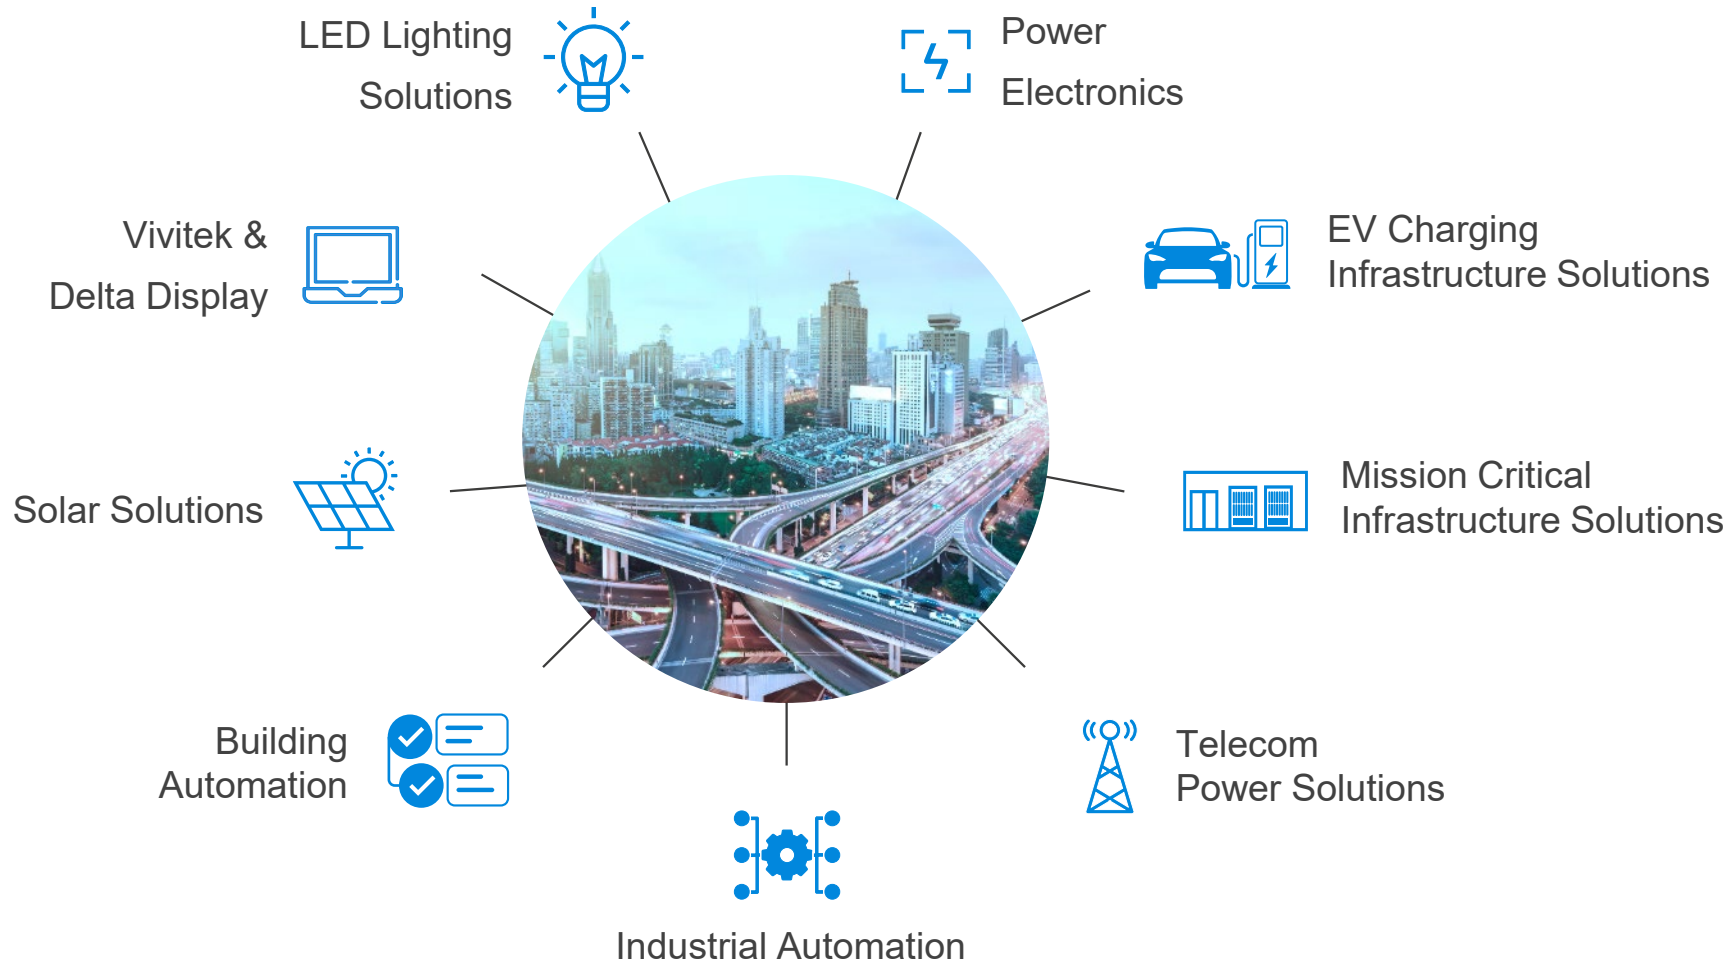 LED Lighting
Solutions
Power
Electronics
Vivitek &
Delta Display
EV Charging
Infrastructure Solutions
Solar Solutions
Mission Critical
Infrastructure Solutions
Building
Automation
Telecom
Power Solutions
Industrial Automation